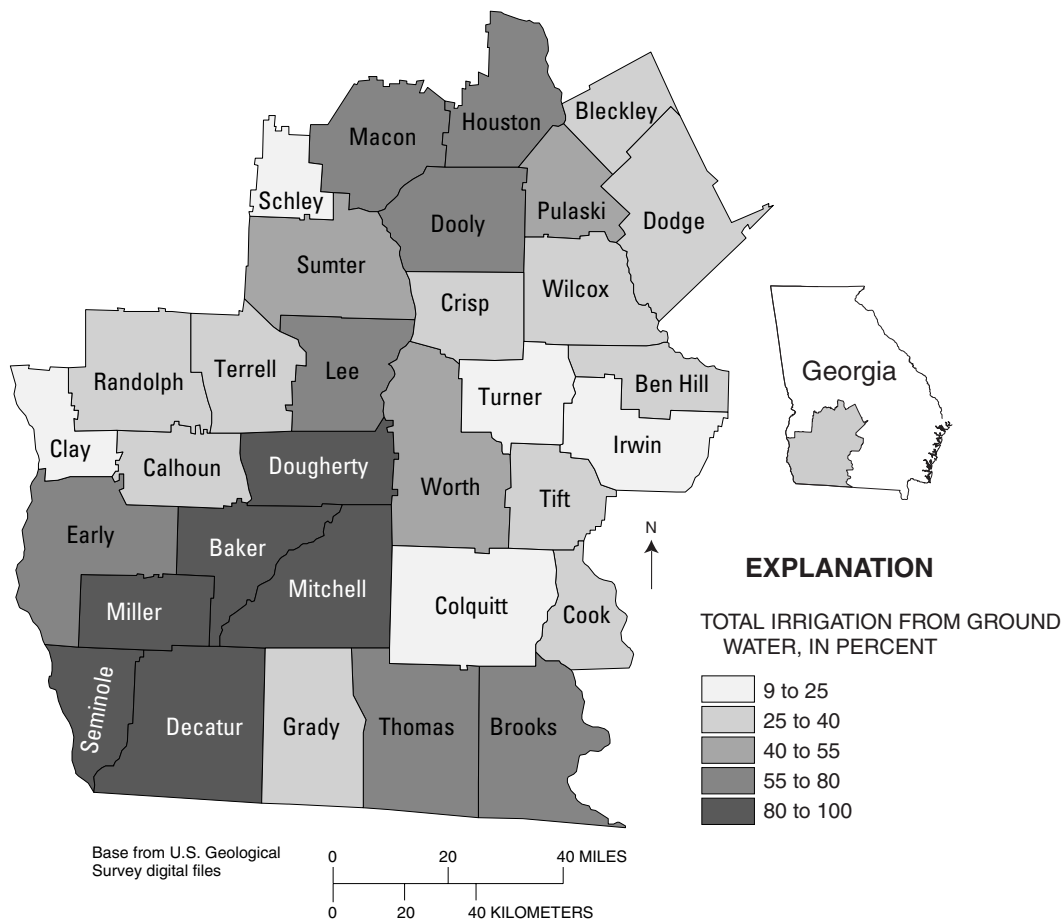 Bleckley
Houston
Macon
Schley
Dooly
Pulaski
Dodge
Sumter
Crisp
Wilcox
Randolph
Terrell
Lee
Turner
Ben Hill
Georgia
Clay
Calhoun
Dougherty
Irwin
Worth
Tift
Early
Baker
N
Miller
Mitchell
Colquitt
Cook
Seminole
Decatur
Grady
Thomas
Brooks
EXPLANATION
TOTAL IRRIGATION FROM GROUND
WATER, IN PERCENT
9 to 25
25 to 40
40 to 55
55 to 80
80 to 100
Base from U.S. Geological
Survey digital files
0 20 40 MILES
0 20 40 KILOMETERS